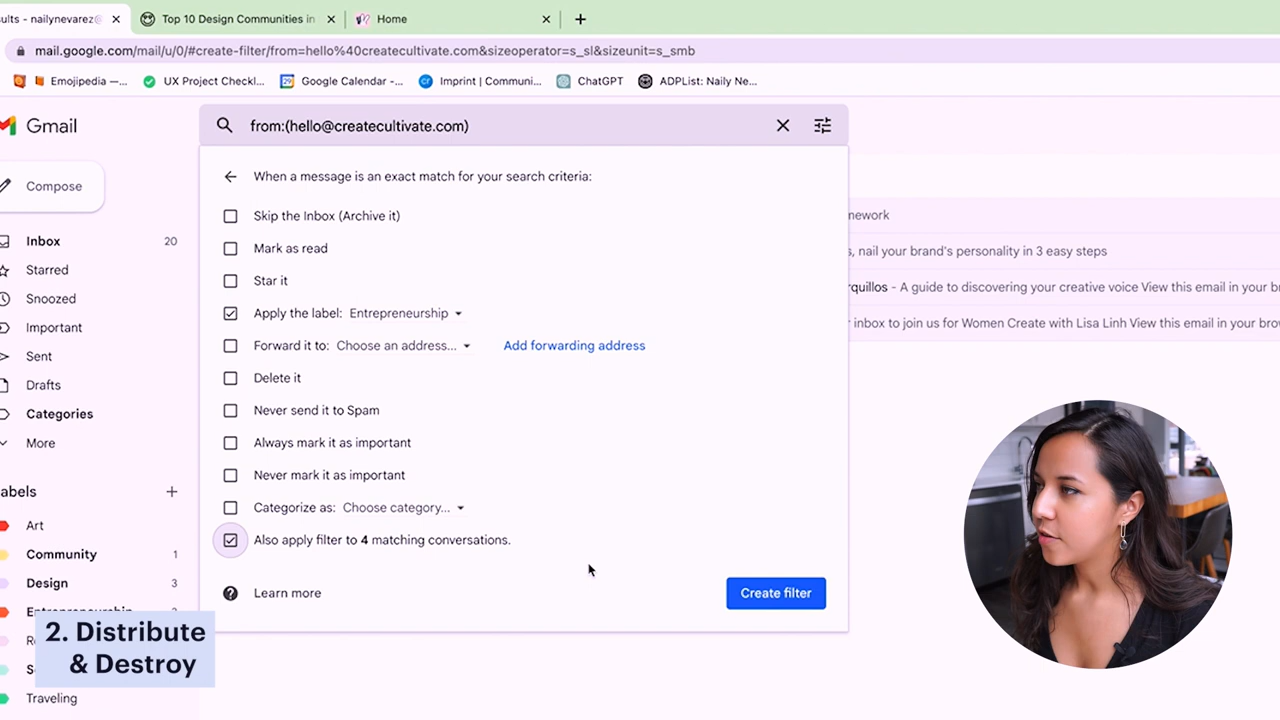 ults - nailynevarez@
Top 10 Design Communities in
Home
mail.google.com/mail/u/0/#create-filter/from=hello%40createcultivate.com&sizeoperator=s_sl&sizeunit=s_smb
Emojipedia —...
UX Project Checkl...
Google Calendar -...
Imprint | Communi...
ChatGPT
ADPList: Naily Ne...
Gmail
from:(hello@createcultivate.com)
Compose
When a message is an exact match for your search criteria:
Skip the Inbox (Archive it)
nework
Inbox 20
Mark as read
s, nail your brand's personality in 3 easy steps
Starred
Star it
rquillos - A guide to discovering your creative voice View this email in your br
Snoozed
Apply the label: Entrepreneurship
r inbox to join us for Women Create with Lisa Linh View this email in your brow
Important
Forward it to: Choose an address... Add forwarding address
Sent
Delete it
Drafts
Never send it to Spam
Categories
Always mark it as important
More
Never mark it as important
abels
Categorize as: Choose category...
Art
Also apply filter to 4 matching conversations.
Community 1
Design 3
Learn more
Create filter
Entrepreneurship
2. Distribute
& Destroy
Traveling